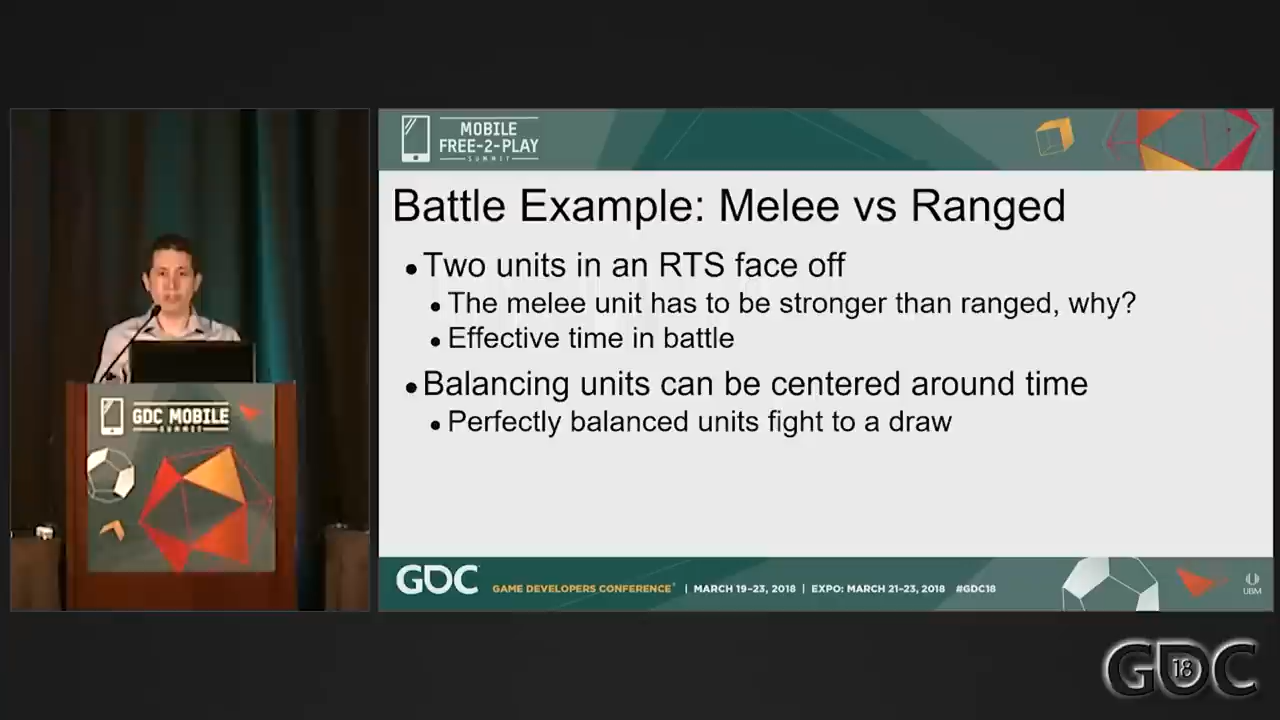 MOBILE
FREE-2-PLAY
SUMMIT
Battle Example: Melee vs Ranged
• Two units in an RTS face off
• The melee unit has to be stronger than ranged, why?
• Effective time in battle
• Balancing units can be centered around time
• Perfectly balanced units fight to a draw
GDC MOBILE
SUMMIT
GDC GAME DEVELOPERS CONFERENCE® | MARCH 19–23, 2018 | EXPO: MARCH 21–23, 2018 #GDC18
UBM
GDC 18